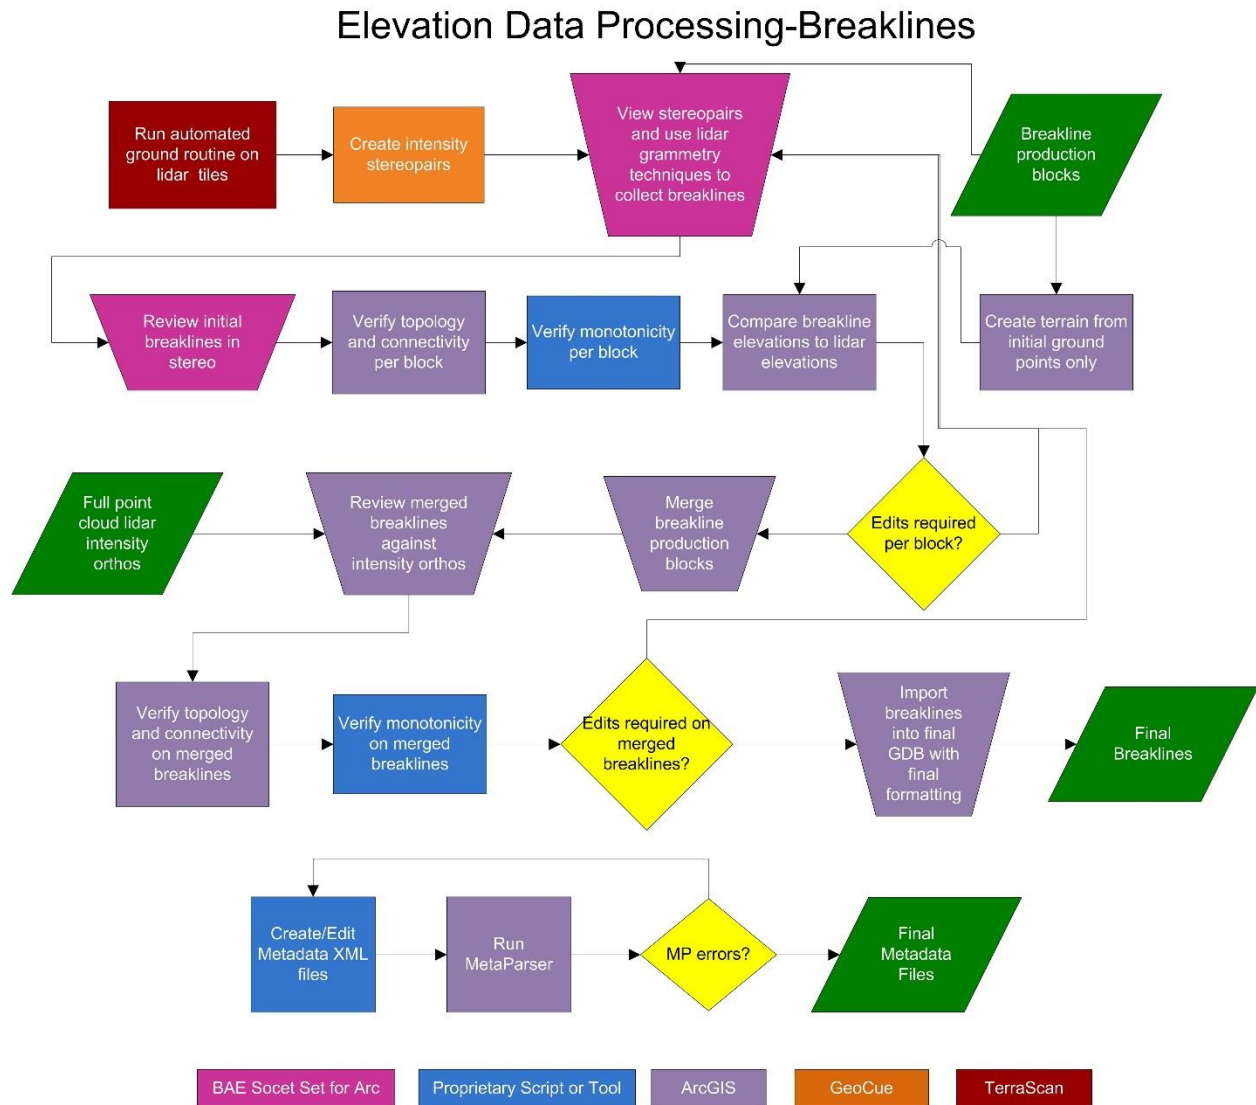 Elevation Data Processing-Breaklines
Run automated
ground routine on
lidar tiles
Create intensity
stereopairs
View stereopairs
and use lidar
grammetry
techniques to
collect breaklines
Breakline
production
blocks
Review initial
breaklines in
stereo
Verify topology
and connectivity
per block
Verify monotonicity
per block
Compare breakline
elevations to lidar
elevations
Create terrain from
initial ground
points only
Full point
cloud lidar
intensity
orthos
Review merged
breaklines
against
intensity orthos
Merge
breakline
production
blocks
Edits required
per block?
Verify topology
and connectivity
on merged
breaklines
Verify monotonicity
on merged
breaklines
Edits required on
merged
breaklines?
Import
breaklines
into final
GDB with
final
formatting
Final
Breaklines
Create/Edit
Metadata XML
files
Run
MetaParser
MP errors?
Final
Metadata
Files
BAE Socet Set for Arc
Proprietary Script or Tool
ArcGIS
GeoCue
TerraScan